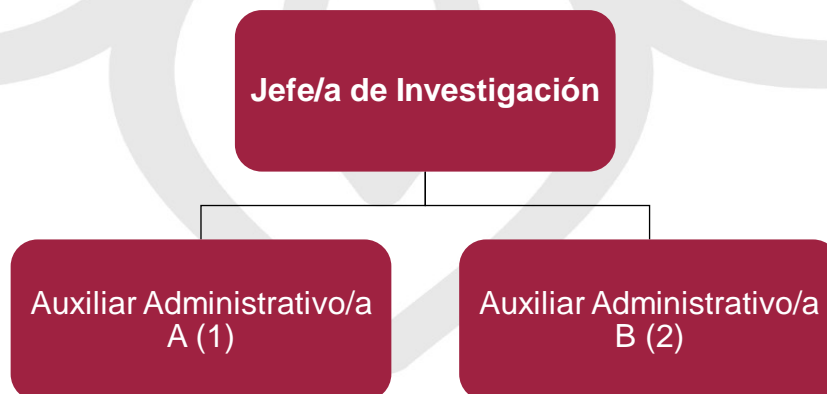 Jefe/a de Investigación
Auxiliar Administrativo/a
A (1)
Auxiliar Administrativo/a
B (2)